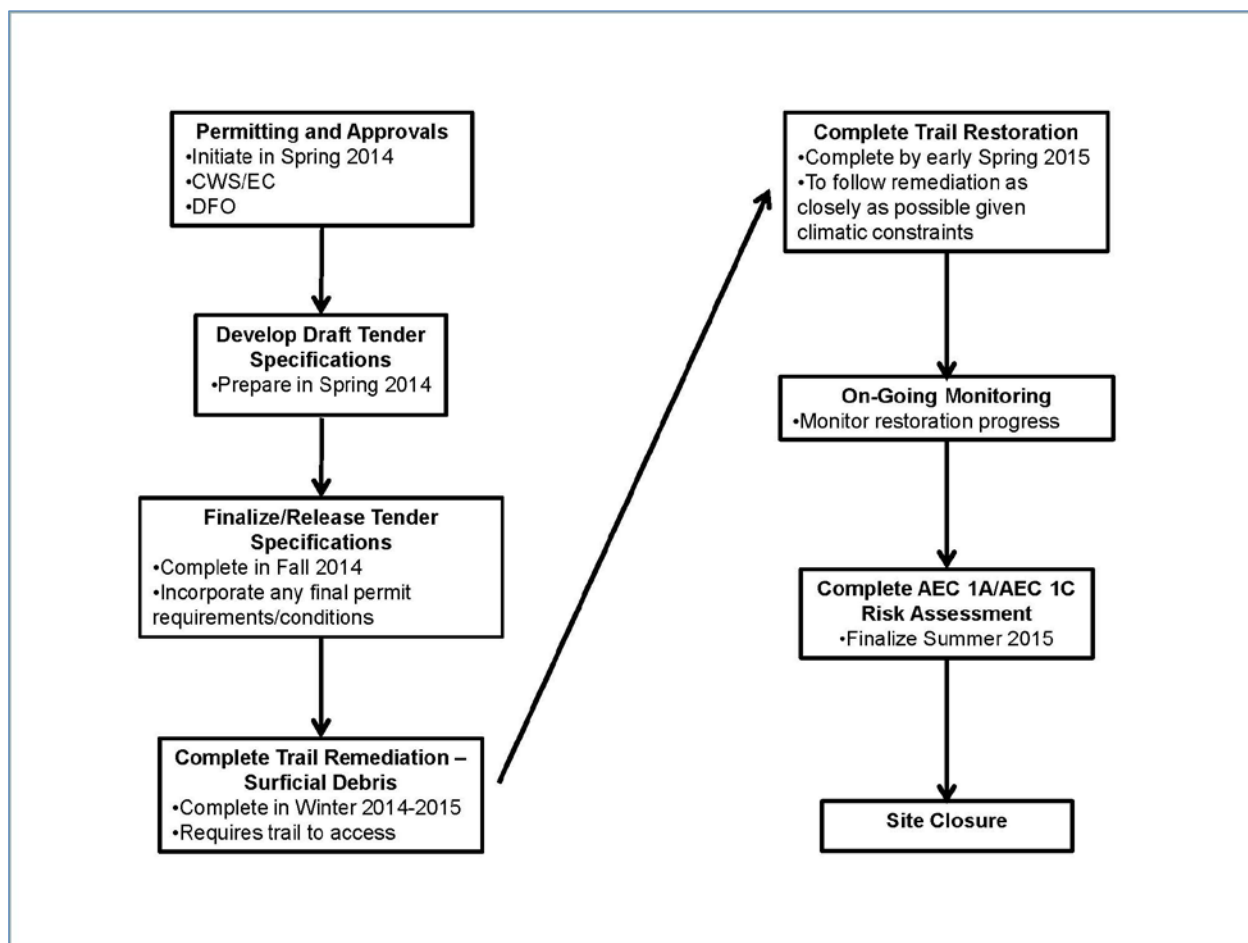 Permitting and Approvals
•Initiate in Spring 2014
•CWS/EC
•DFO
Develop Draft Tender
Specifications
•Prepare in Spring 2014
Finalize/Release Tender
Specifications
•Complete in Fall 2014
•Incorporate any final permit
requirements/conditions
Complete Trail Remediation –
Surficial Debris
•Complete in Winter 2014-2015
•Requires trail to access
Complete Trail Restoration
•Complete by early Spring 2015
•To follow remediation as
closely as possible given
climatic constraints
On-Going Monitoring
•Monitor restoration progress
Complete AEC 1A/AEC 1C
Risk Assessment
•Finalize Summer 2015
Site Closure